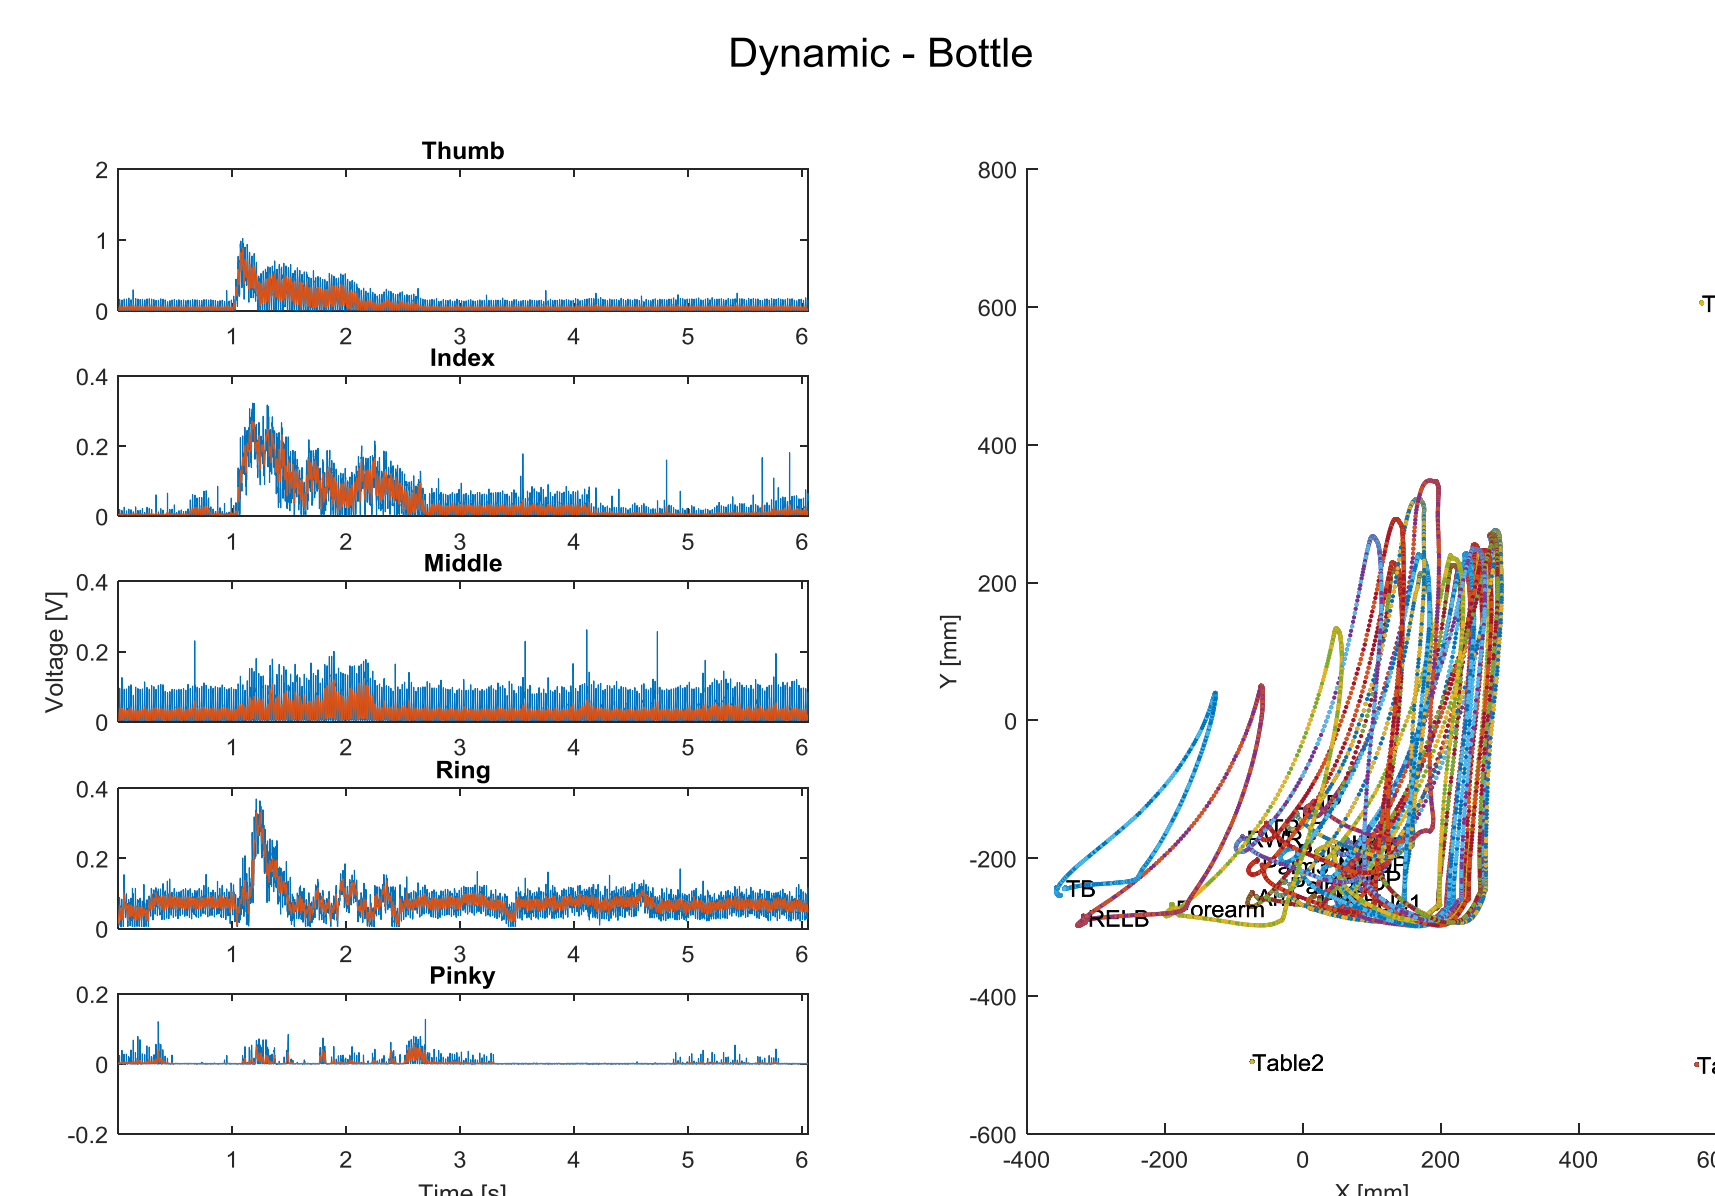 Dynamic - Bottle
Thumb
2
1
0
1 2 3 4 5 6
Index
0.4
0.2
0
1 2 3 4 5 6
Middle
0.4
0.2
0
1 2 3 4 5 6
Voltage [V]
Ring
0.4
0.2
0
1 2 3 4 5 6
Pinky
0.2
0
-0.2
1 2 3 4 5 6
Time [s]
800
600
400
200
0
-200
-400
-600
Y [mm]
-400 -200 0 200 400
X [mm]
TB
RELB
Forearm
Table2